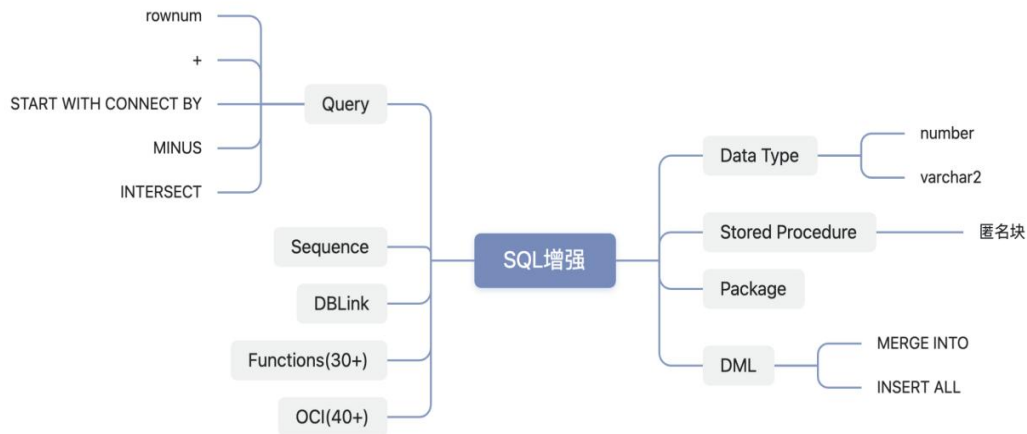 rownum
+
START WITH CONNECT BY
MINUS
INTERSECT
Query
Sequence
DBLink
Functions(30+)
OCI(40+)
SQL增强
Data Type
number
varchar2
Stored Procedure
匿名块
Package
DML
MERGE INTO
INSERT ALL